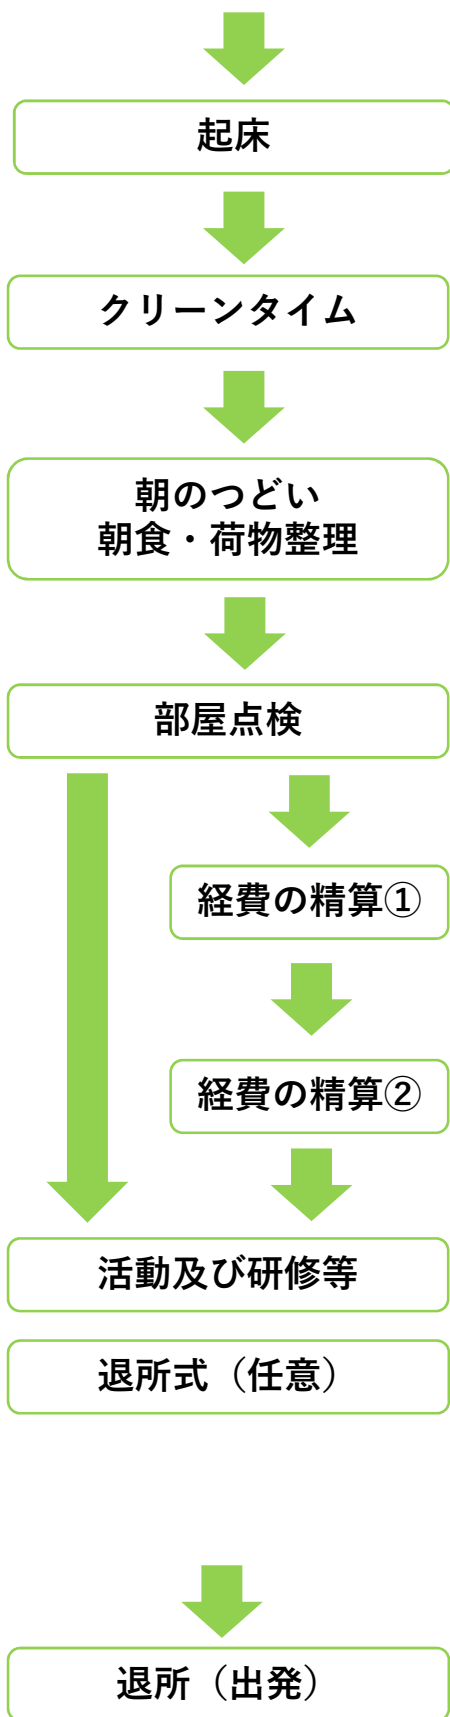 起床
クリーンタイム
朝のつどい
朝食・荷物整理
部屋点検
経費の精算①
経費の精算②
活動及び研修等
退所式（任意）
退所（出発）